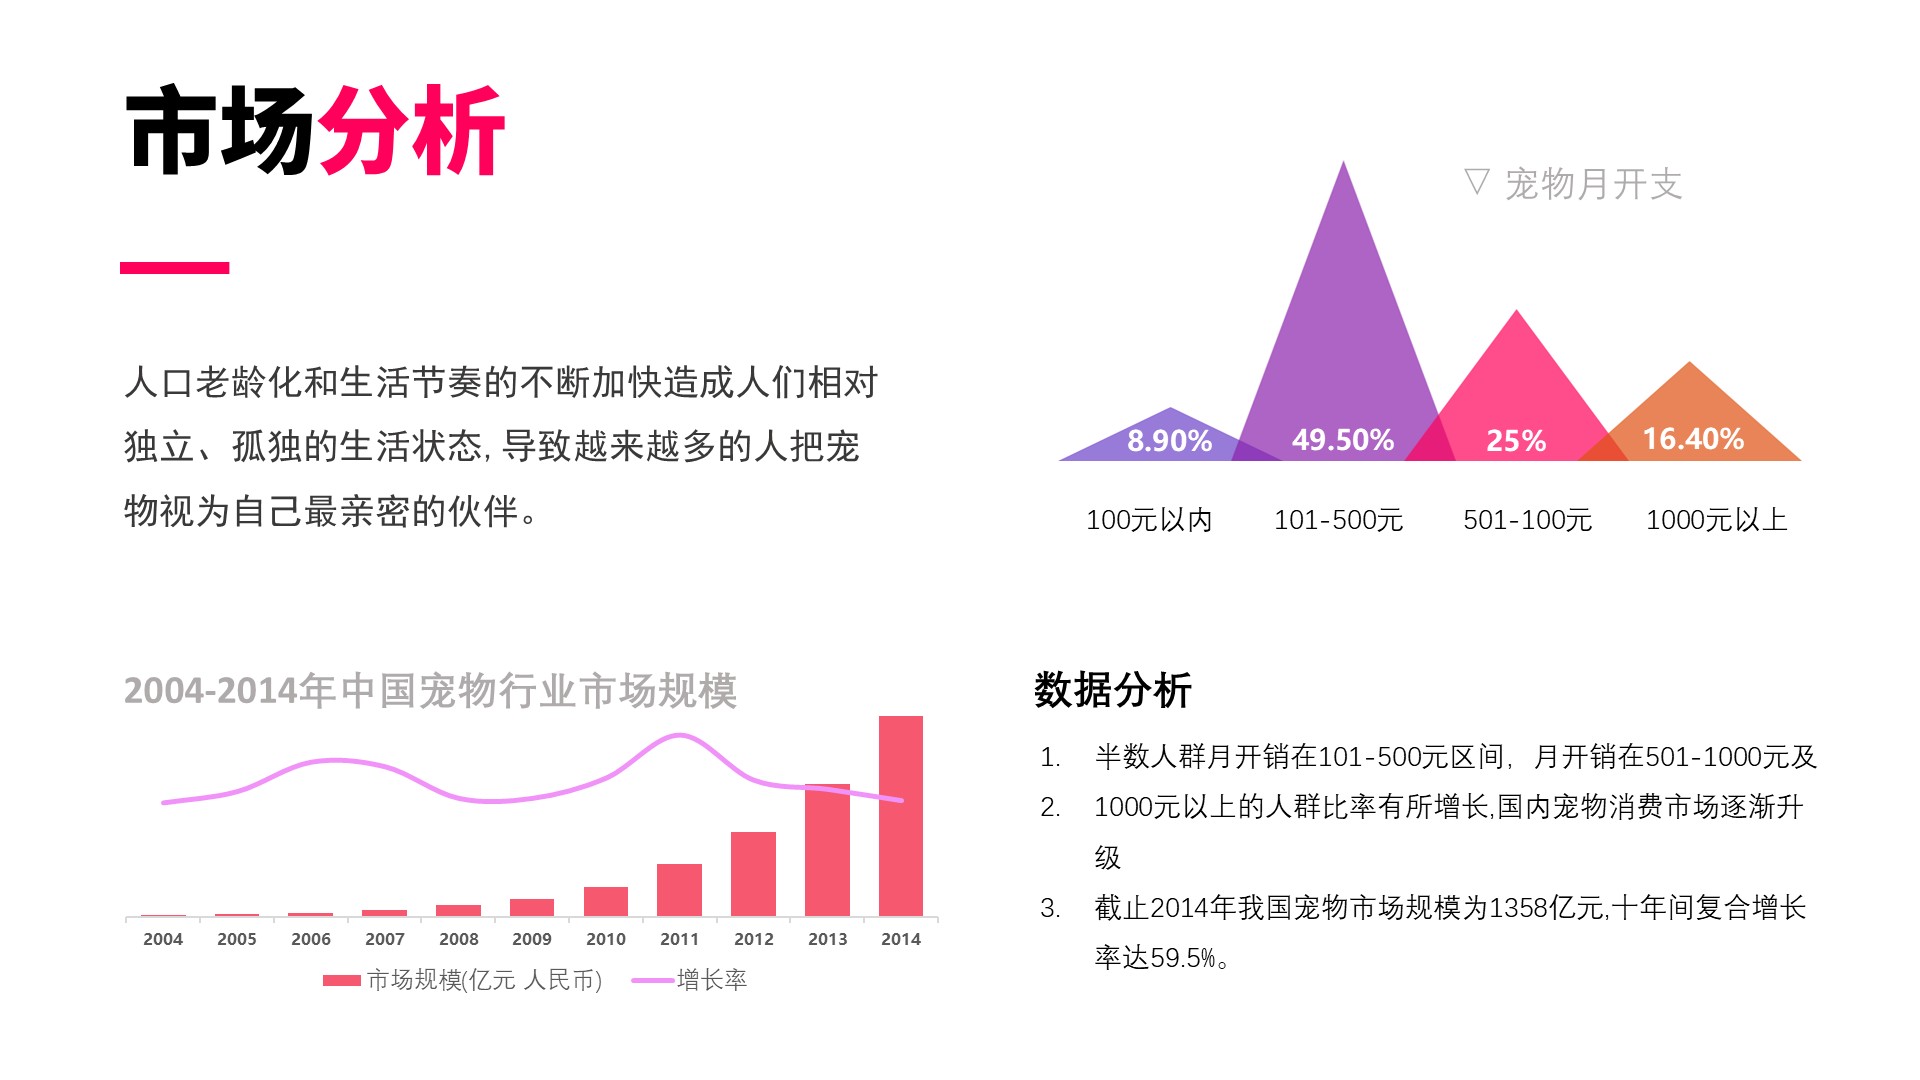 市场分析
人口老龄化和生活节奏的不断加快造成人们相对
独立、孤独的生活状态,导致越来越多的人把宠
物视为自己最亲密的伙伴。
▽ 宠物月开支
8.90% 49.50% 25% 16.40%
100元以内 101-500元 501-100元 1000元以上
2004-2014年中国宠物行业市场规模
2004 2005 2006 2007 2008 2009 2010 2011 2012 2013 2014
市场规模(亿元 人民币) 增长率
数据分析
1. 半数人群月开销在101-500元区间，月开销在501-1000元及
2. 1000元以上的人群比率有所增长,国内宠物消费市场逐渐升
级
3. 截止2014年我国宠物市场规模为1358亿元,十年间复合增长
率达59.5%。